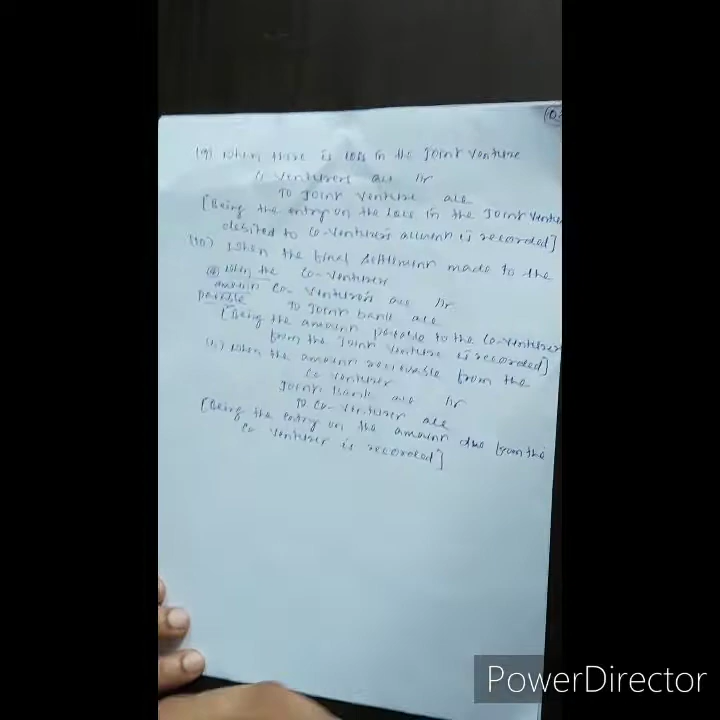 (9) When there is loss in the Joint Venture
Co Venturers a/c Dr
To Joint Venture a/c
[Being the entry on the loss in the Joint Venture
to Co-Venturers account is recorded]
(10) When the final settlement made to the
Co-Venturer
(a) When the
amount Co-Venturers a/c Dr
payable To Joint bank a/c
[Being the amount payable to the Co-Venturer
from the Joint Venture is recorded]
When the amount receivable from the
Co Venturer
Joint Bank a/c Dr
To Co-Venturer a/c
[Being the entry on the amount due from the
Co Venturer is recorded]
PowerDirector